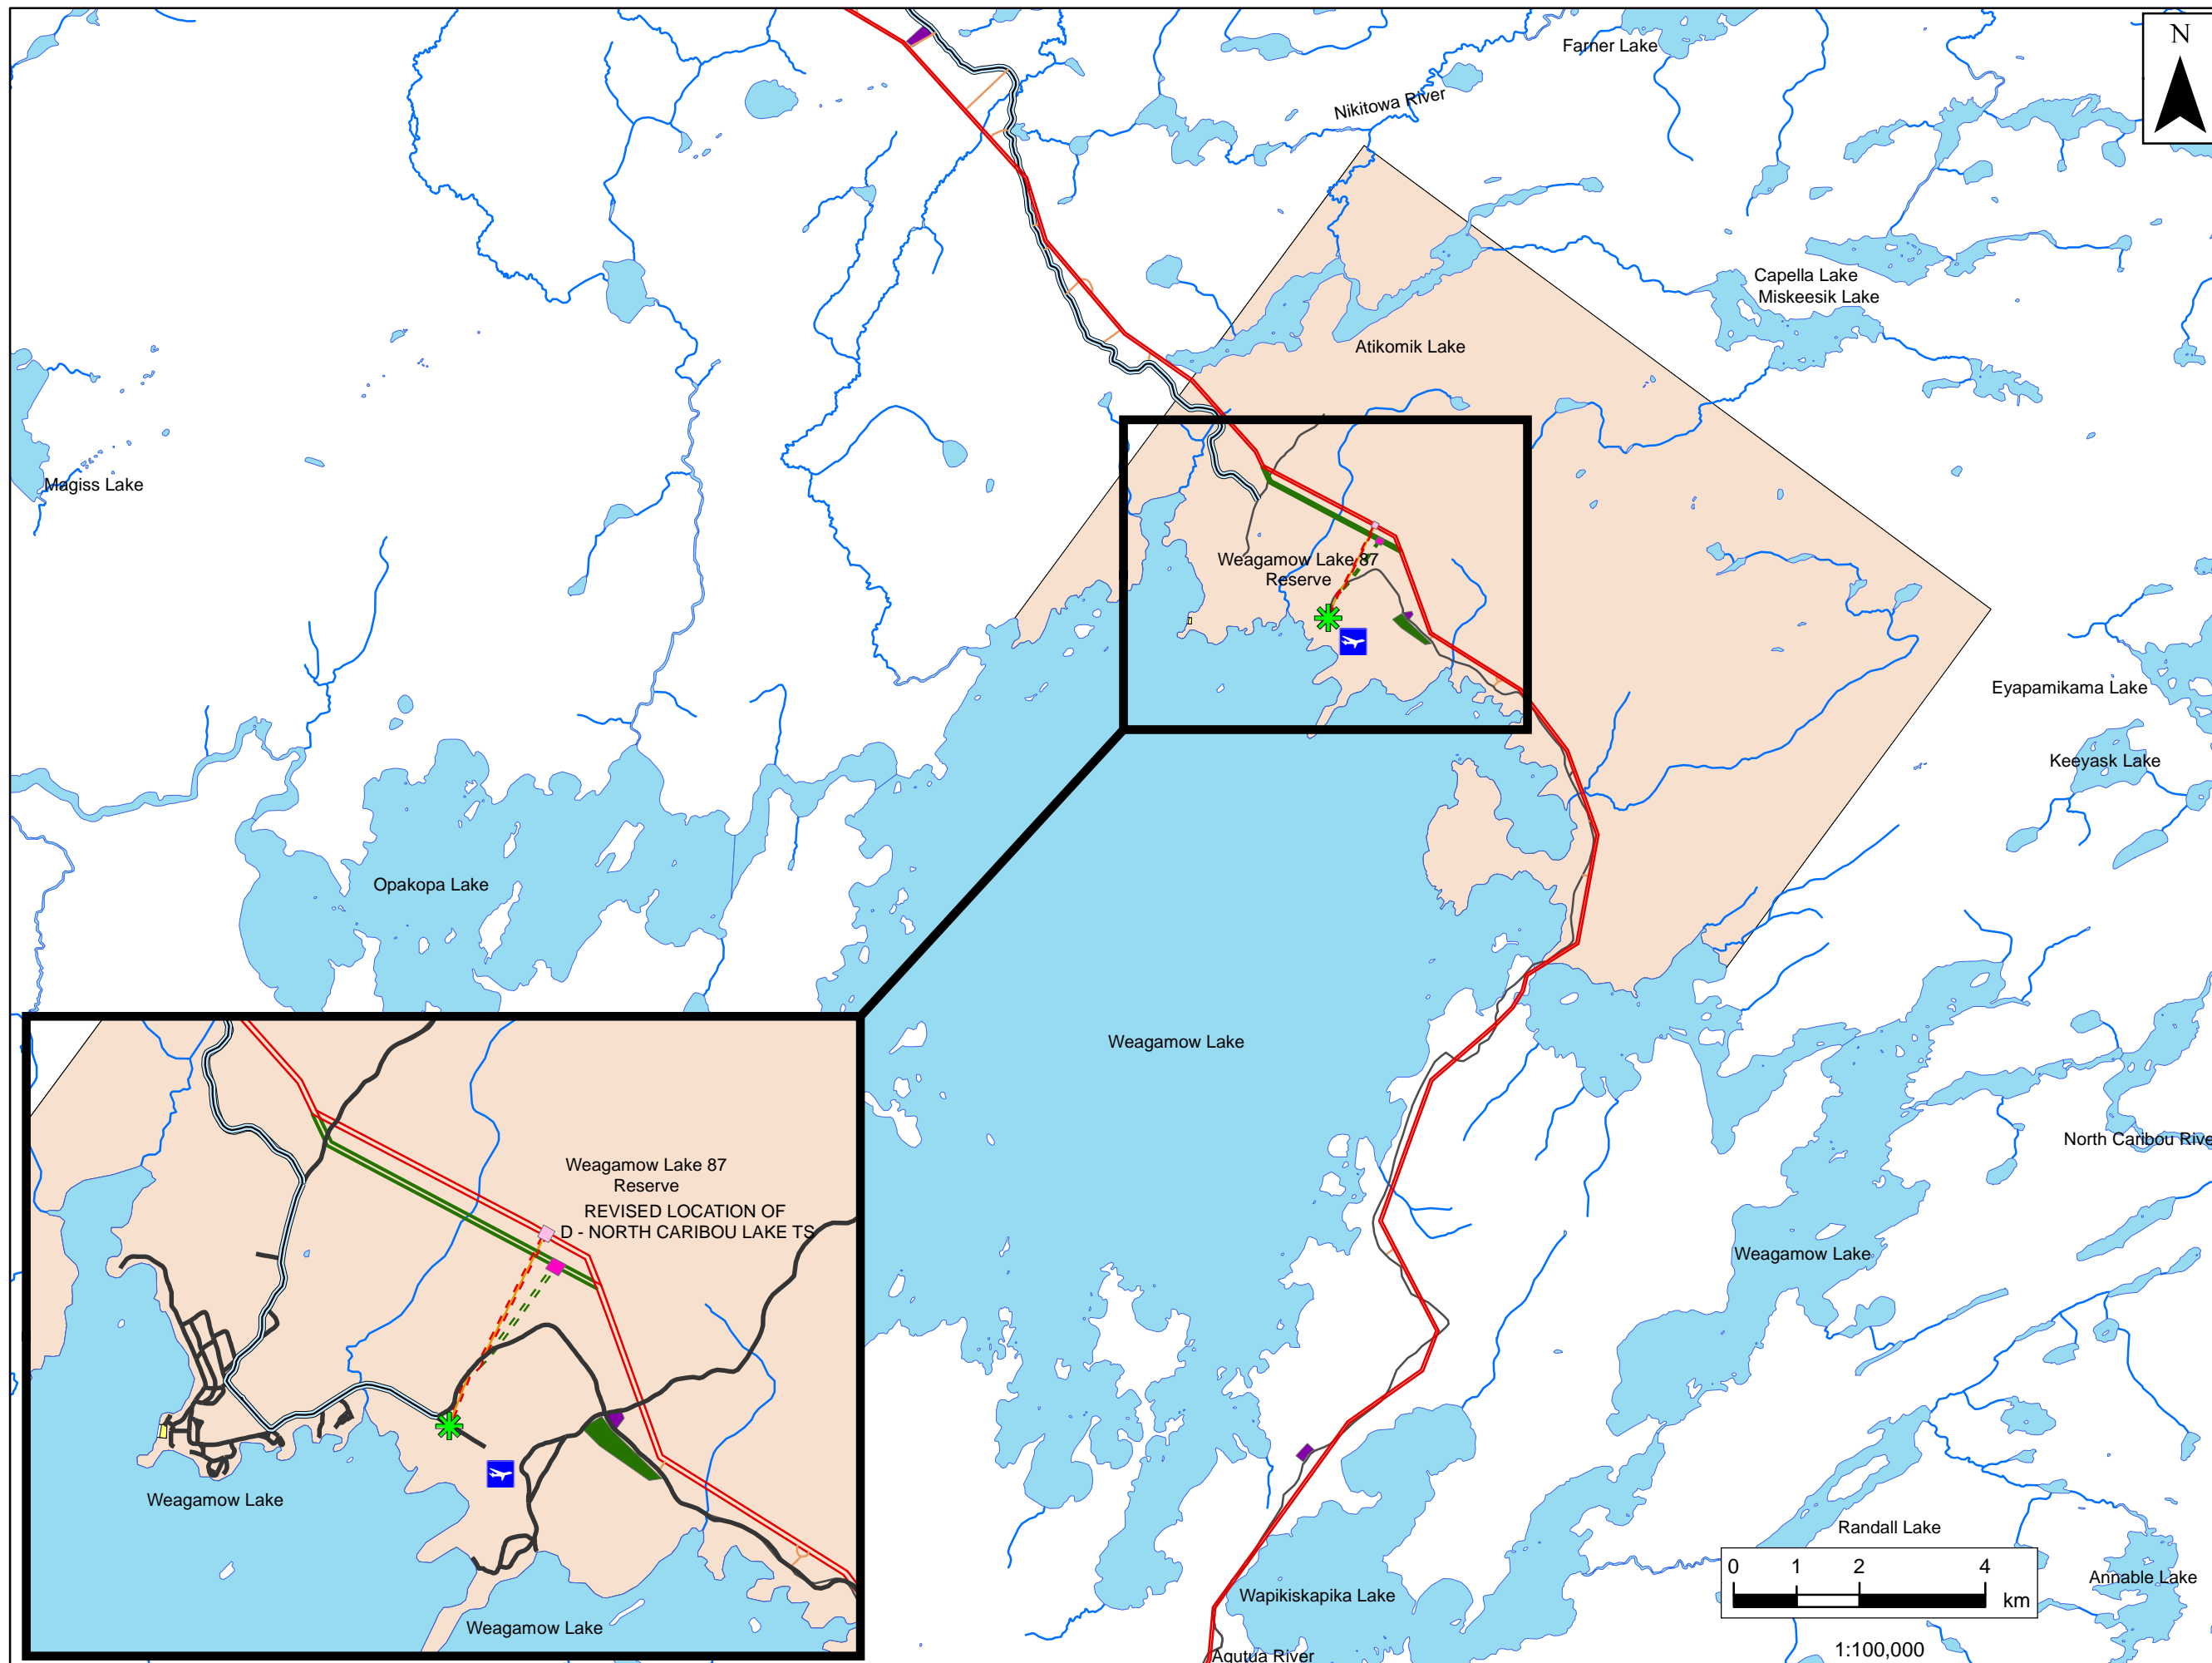 N
Farner Lake
Nikitowa River
Capella Lake
Miskeesik Lake
Atikomik Lake
Magiss Lake
Weagamow Lake 87
Reserve
Eyapamikama Lake
Keeyask Lake
Opakopa Lake
Weagamow Lake
North Caribou Rive
Weagamow Lake 87
Reserve
REVISED LOCATION OF
D - NORTH CARIBOU LAKE TS
Weagamow Lake
Weagamow Lake
Weagamow Lake
Randall Lake
0 1 2 4
km
Annable Lake
Wapikiskapika Lake
1:100,000
Agutua River